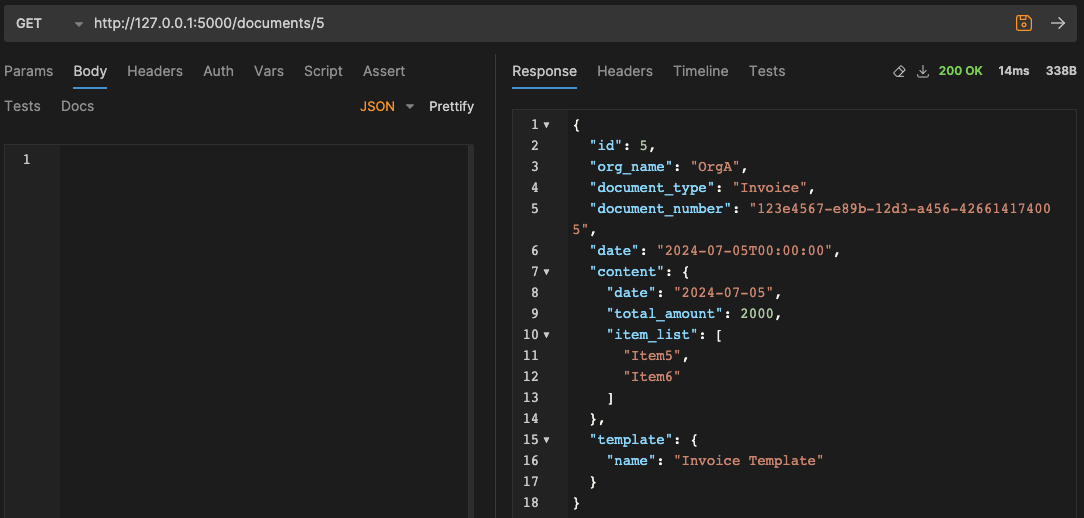 GET http://127.0.0.1:5000/documents/5
Params Body Headers Auth Vars Script Assert
Tests Docs JSON Prettify
1
Response Headers Timeline Tests 200 OK 14ms 338B
1 {
2 "id": 5,
3 "org_name": "OrgA",
4 "document_type": "Invoice",
5 "document_number": "123e4567-e89b-12d3-a456-42661417400
5",
6 "date": "2024-07-05T00:00:00",
7 "content": {
8 "date": "2024-07-05",
9 "total_amount": 2000,
10 "item_list": [
11 "Item5",
12 "Item6"
13 ]
14 },
15 "template": {
16 "name": "Invoice Template"
17 }
18 }